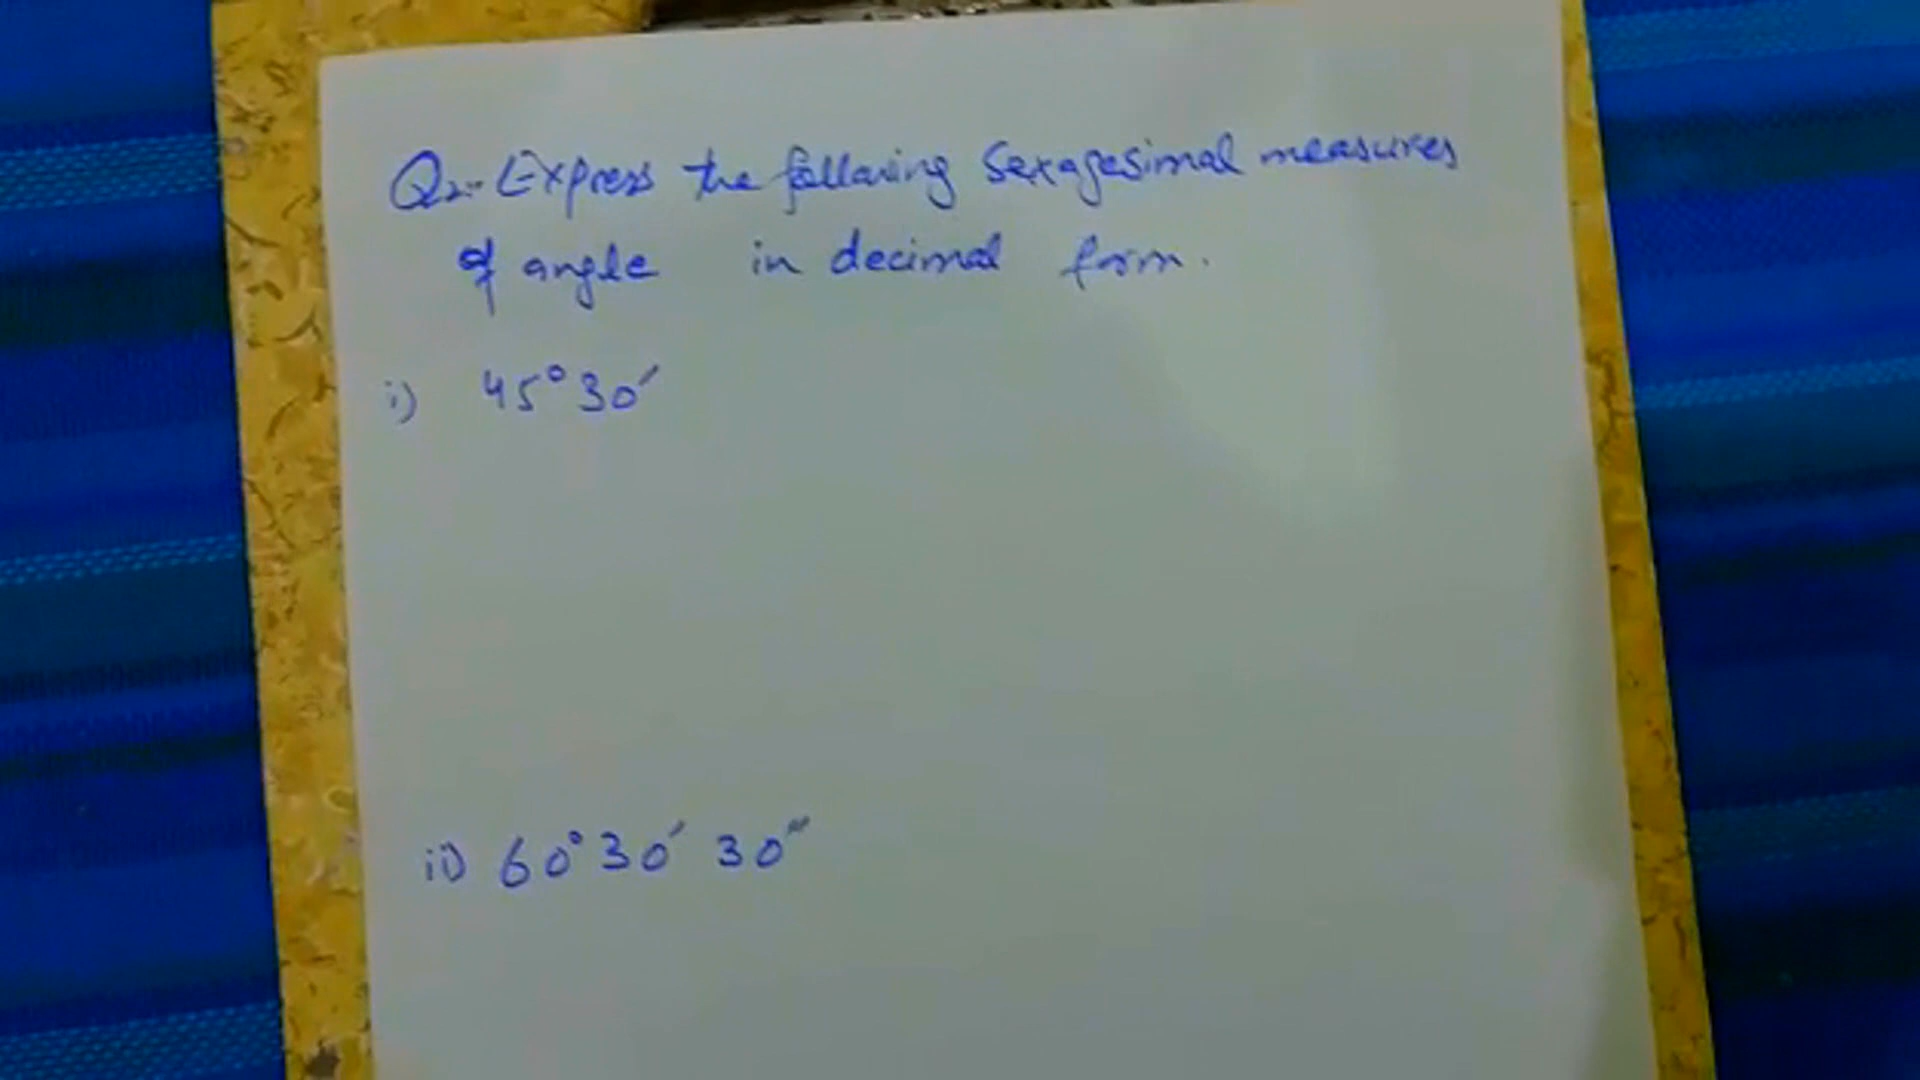 Q2:- Express the following Sexagesimal measures
of angle in decimal form.
i) 45° 30′
ii) 60° 30′ 30″